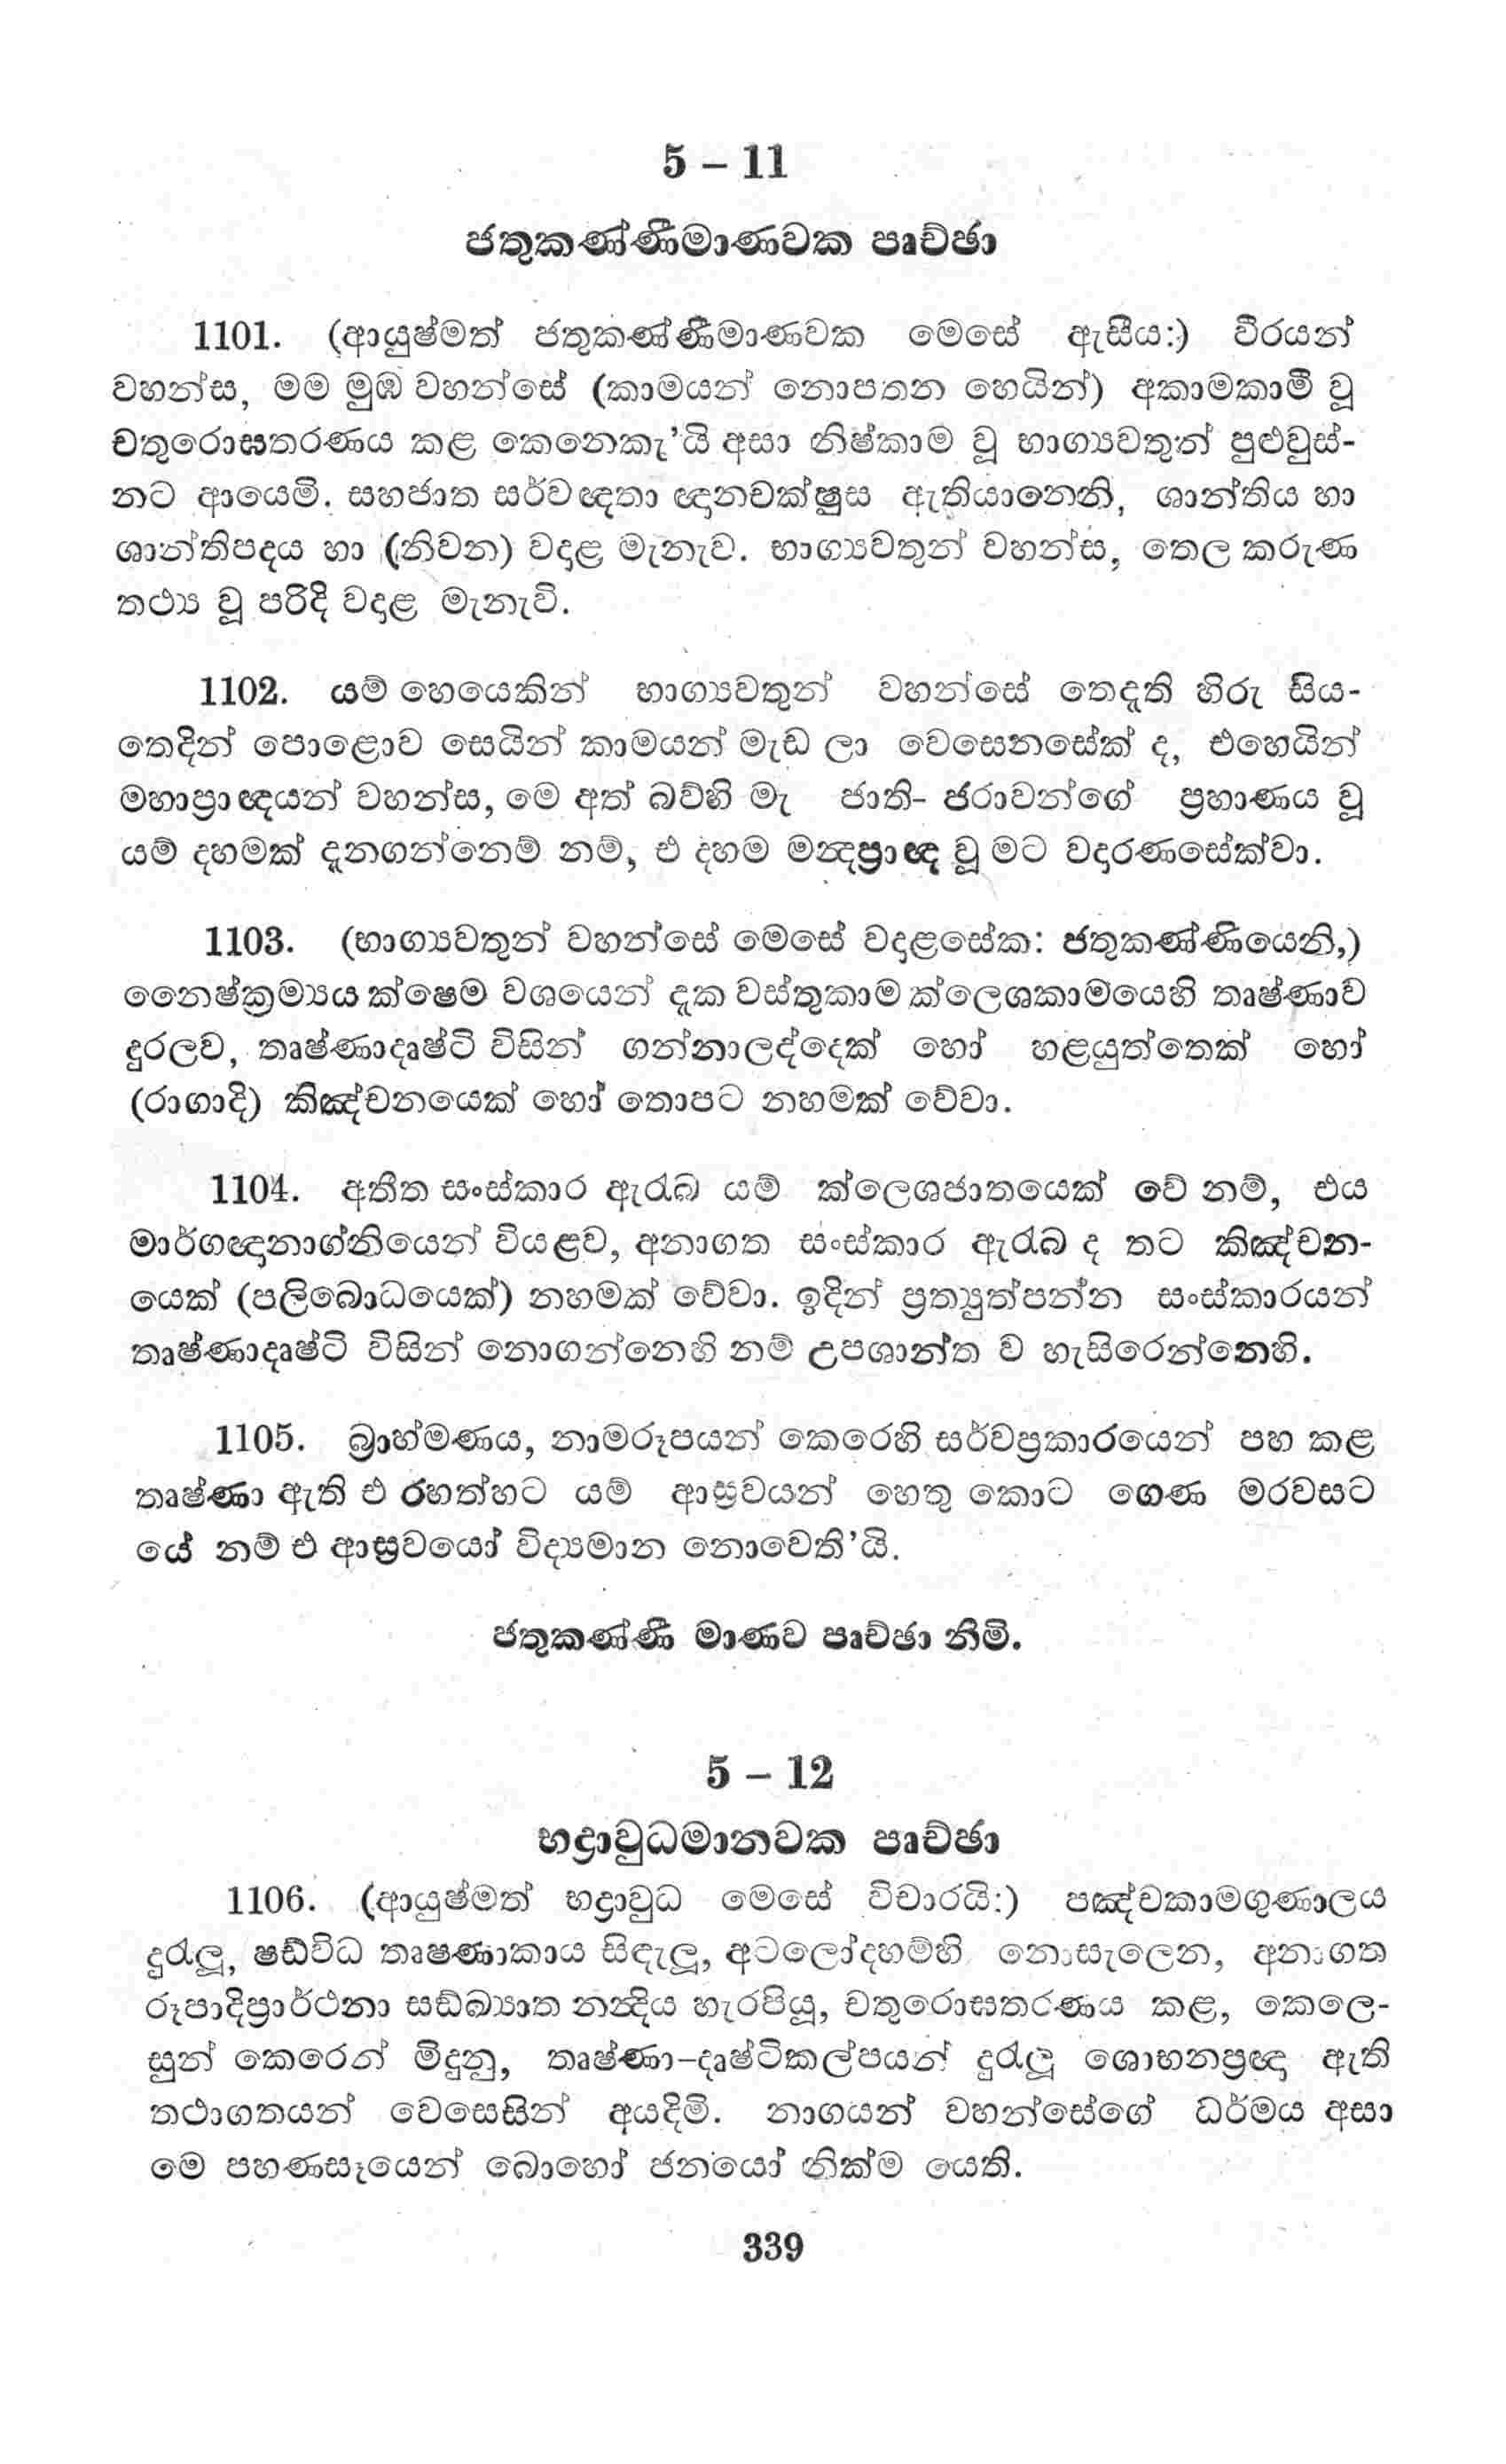 5 – 11
ජතුකණ්ණිමාණවක පෘච්ඡා
1101. (ආයුෂ්මත් ජතුකණ්ණිමාණවක මෙසේ ඇසීය:) වීරයන්
වහන්ස, මම මුඹ වහන්සේ (කාමයන් නොපතන හෙයින්) අකාමකාමී වූ
චතුරොඝතරණය කළ කෙනෙකැ’යි අසා නිෂ්කාම වූ භාග්‍යවතුන් පුළුවුස්-
නට ආයෙමි. සහජාත සර්වඥතා ඥානචක්ෂුස ඇතියානෙනි, ශාන්තිය හා
ශාන්තිපදය හා (නිවන) වදාළ මැනැව. භාග්‍යවතුන් වහන්ස, තෙල කරුණ
තථ්‍ය වූ පරිදි වදාළ මැනැවි.
1102. යම් හෙයෙකින් භාග්‍යවතුන් වහන්සේ තෙදැති හිරු සිය-
තෙදින් පොළොව සෙයින් කාමයන් මැඩ ලා වෙසෙනසේක් ද, එහෙයින්
මහාප්‍රාඥයන් වහන්ස, මෙ අත් බව්හි මැ ජාති- ජරාවන්ගේ ප්‍රහාණය වූ
යම් දහමක් දැනගන්නෙම් නම්, එ දහම මන්‍දප්‍රාඥ වූ මට වදාරණසේක්වා.
1103. (භාග්‍යවතුන් වහන්සේ මෙසේ වදාළසේක: ජතුකණ්ණියෙනි,)
නෛෂ්ක්‍රම්‍යය ක්ෂෙම වශයෙන් දැක වස්තුකාම ක්ලෙශකාමයෙහි තෘෂ්ණාව
දුරලව, තෘෂ්ණාදෘෂ්ටි විසින් ගන්නාලද්දෙක් හෝ හළයුත්තෙක් හෝ
(රාගාදි) කිඤ්චනයෙක් හෝ තොපට නහමක් වේවා.
1104. අතීත සංස්කාර ඇරැබ යම් ක්ලෙශජාතයෙක් වේ නම්, එය
මාර්ගඥානාග්නියෙන් වියළව, අනාගත සංස්කාර ඇරැබ ද තට කිඤ්චන-
යෙක් (පලිබොධයෙක්) නහමක් වේවා. ඉදින් ප්‍රත්‍යුත්පන්න සංස්කාරයන්
තෘෂ්ණාදෘෂ්ටි විසින් නොගන්නෙහි නම් උපශාන්ත ව හැසිරෙන්නෙහි.
1105. බ්‍රාහ්මණය, නාමරූපයන් කෙරෙහි සර්වප්‍රකාරයෙන් පහ කළ
තෘෂ්ණා ඇති එ රහත්හට යම් ආස්‍රවයන් හෙතු කොට ගෙණ මරවසට
යේ නම් එ ආස්‍රවයෝ විද්‍යමාන නොවෙති’යි.
ජතුකණ්ණී මාණව පෘච්ඡා නිමි.
5 – 12
භද්‍රාවුධමානවක පෘච්ඡා
1106. (ආයුෂ්මත් භද්‍රාවුධ මෙසේ විචාරයි:) පඤ්චකාමගුණාලය
දුරැලූ, ෂඩ්විධ තෘෂණාකාය සිඳැලූ, අටලෝදහම්හි නොසැලෙන, අනාගත
රූපාදිප්‍රාර්ථනා සඞ්ඛ්‍යාත නන්‍දිය හැරපියූ, චතුරොඝතරණය කළ, කෙලෙ-
සුන් කෙරෙන් මිදුනු, තෘෂ්ණා–දෘෂ්ටිකල්පයන් දුරැලූ ශොභනප්‍රඥා ඇති
තථාගතයන් වෙසෙසින් අයදිමි. නාගයන් වහන්සේගේ ධර්මය අසා
මෙ පහණසෑයෙන් බොහෝ ජනයෝ නික්ම යෙති.
339